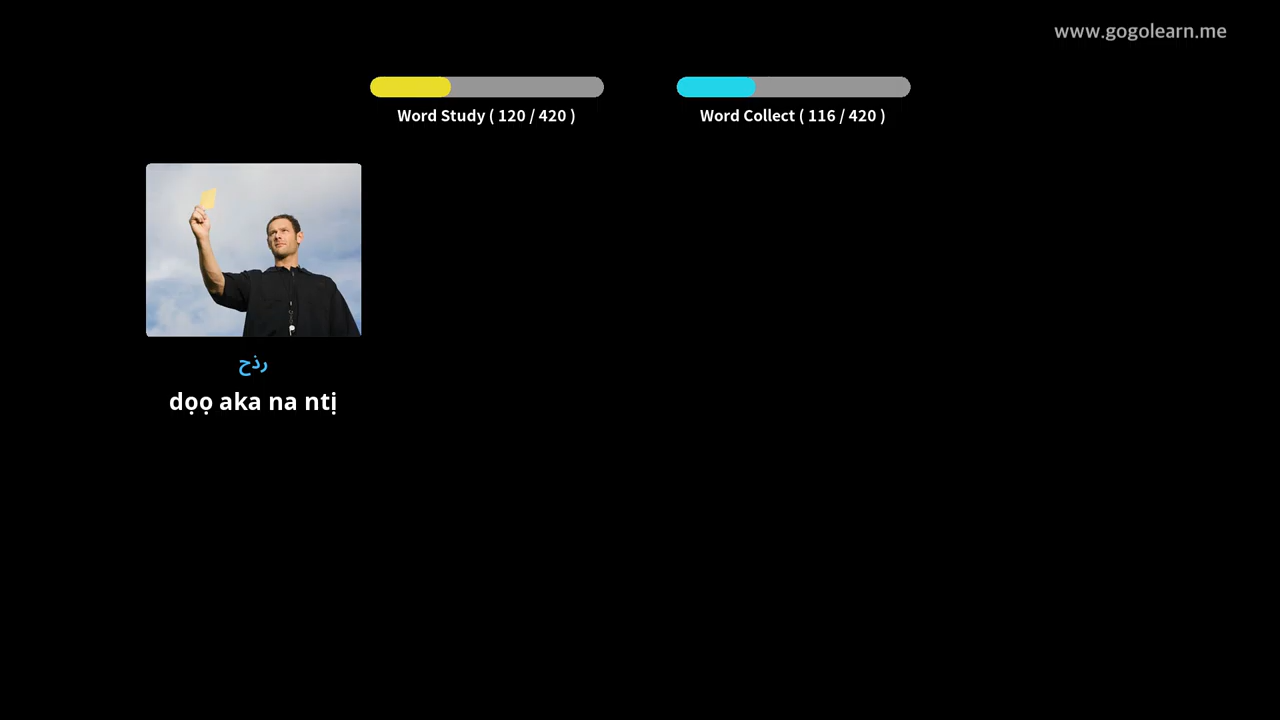 www.gogolearn.me
Word Study ( 120 / 420 )
Word Collect ( 116 / 420 )
رذح
dọọ aka na ntị